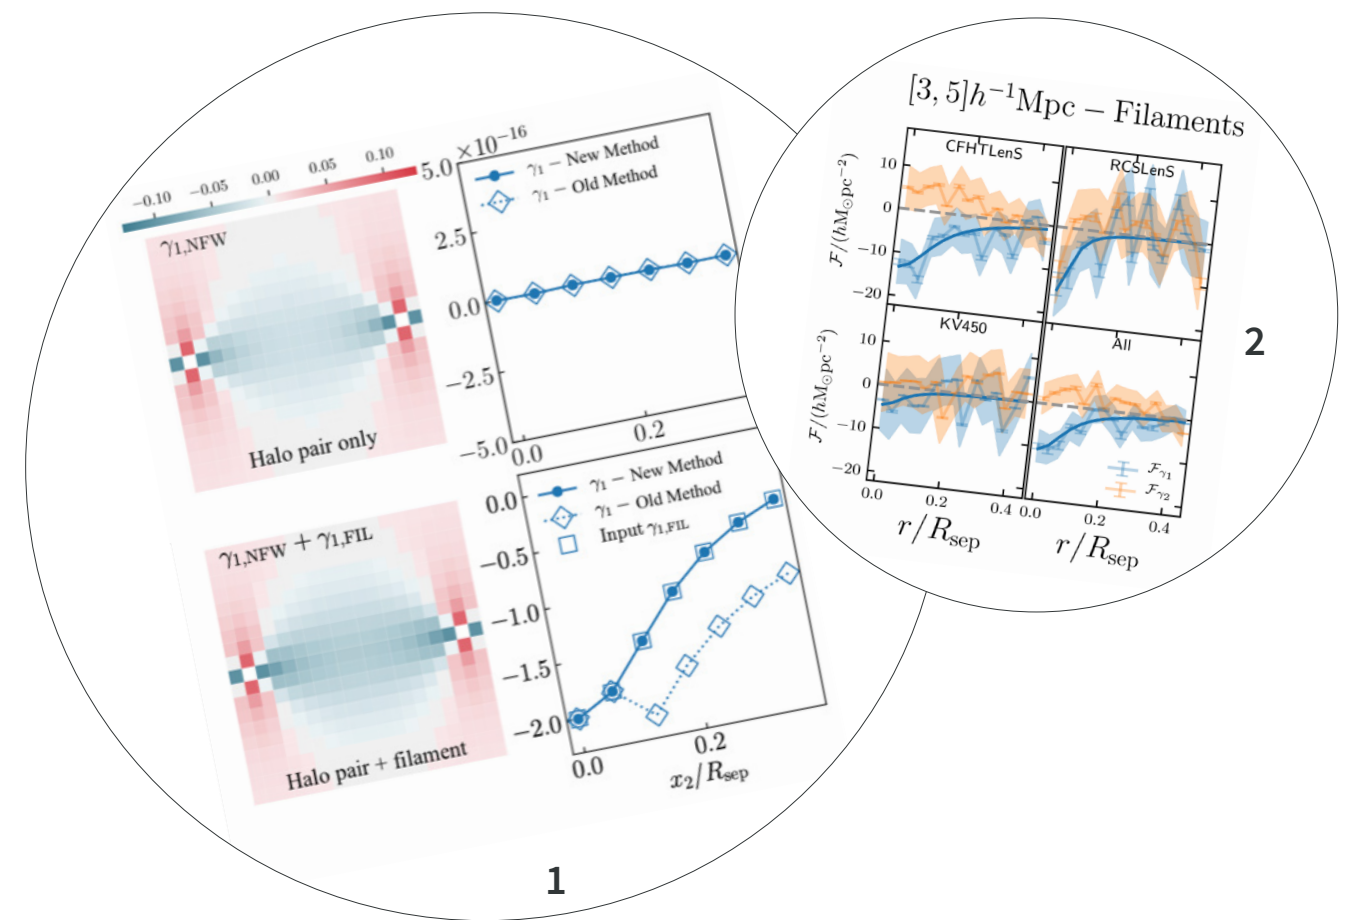 −0.10 −0.05 0.00 0.05 0.10
γ₁,NFW
Halo pair only
5.0 ×10⁻¹⁶
2.5
0.0
−2.5
−5.0
γ₁ − New Method
γ₁ − Old Method
0.0 0.2
γ₁,NFW + γ₁,FIL
Halo pair + filament
0.0
−0.5
−1.0
−1.5
−2.0
γ₁ − New Method
γ₁ − Old Method
Input γ₁,FIL
0.0 0.2
x₂/R_sep
1
[3, 5]h⁻¹Mpc − Filaments
CFHTLenS
RCSLenS
10
0
−10
−20
ℱ/(hM⊙pc⁻²)
KV450
All
10
0
−10
−20
ℱ/(hM⊙pc⁻²)
ℱ_γ₁
ℱ_γ₂
0.0 0.2 0.4 0.0 0.2 0.4
r/R_sep r/R_sep
2